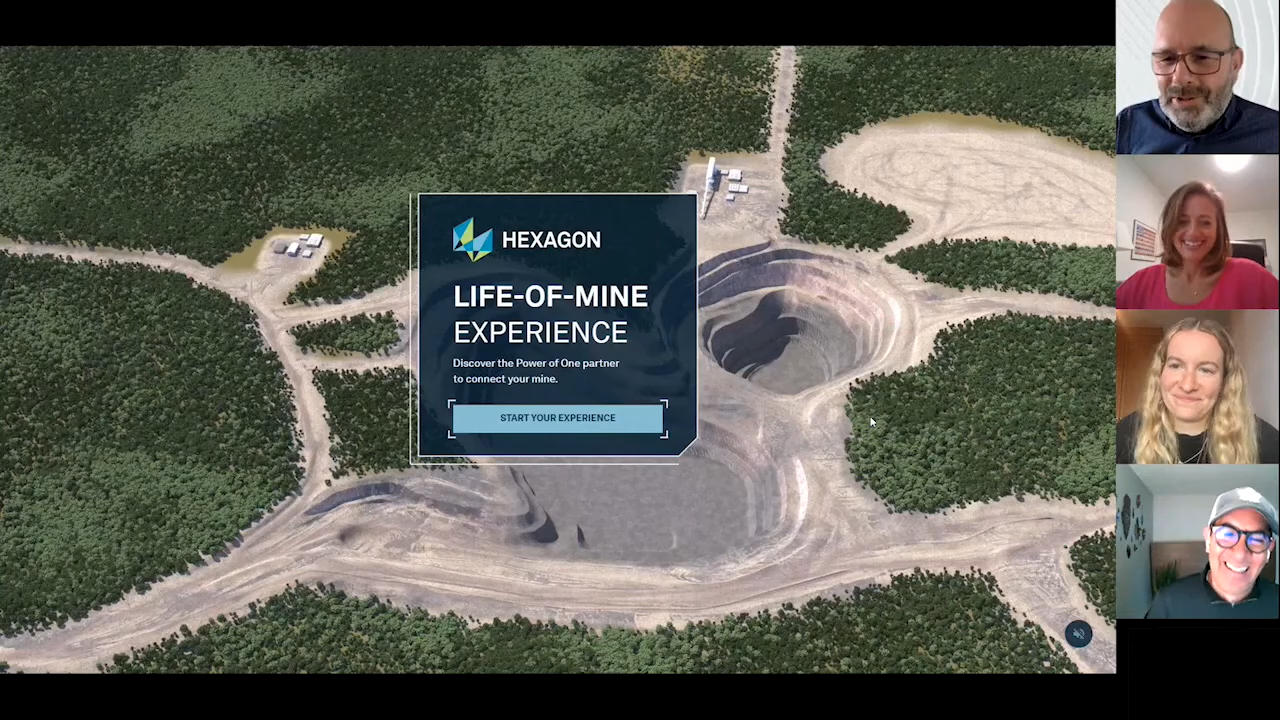 HEXAGON
LIFE-OF-MINE
EXPERIENCE
Discover the Power of One partner
to connect your mine.
START YOUR EXPERIENCE